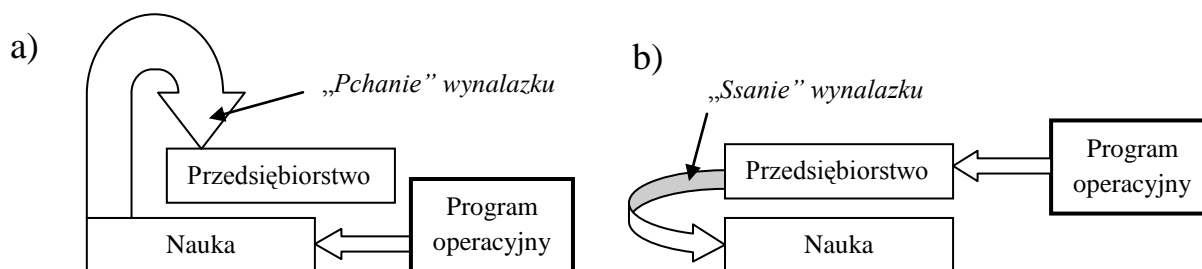 a)
„Pchanie” wynalazku
Przedsiębiorstwo
Nauka
Program
operacyjny
b)
„Ssanie” wynalazku
Przedsiębiorstwo
Nauka
Program
operacyjny